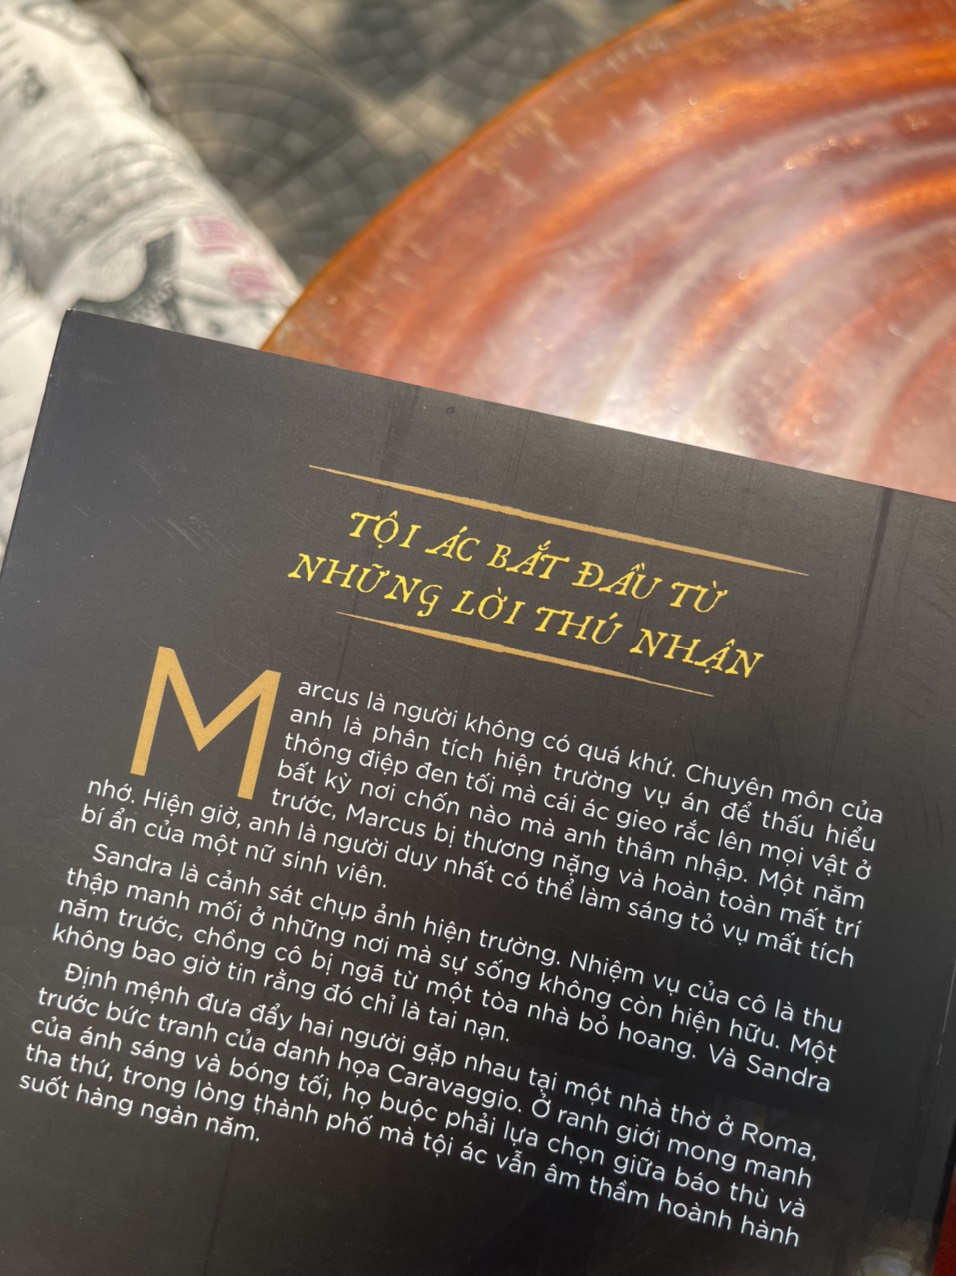 TỘI ÁC BẮT ĐẦU TỪ
NHỮNG LỜI THÚ NHẬN
Marcus là người không có quá khứ. Chuyên môn của
anh là phân tích hiện trường vụ án để thấu hiểu
thông điệp đen tối mà cái ác gieo rắc lên mọi vật ở
bất kỳ nơi chốn nào mà anh thâm nhập. Một năm
trước, Marcus bị thương nặng và hoàn toàn mất trí
nhớ. Hiện giờ, anh là người duy nhất có thể làm sáng tỏ vụ mất tích
bí ẩn của một nữ sinh viên.
Sandra là cảnh sát chụp ảnh hiện trường. Nhiệm vụ của cô là thu
thập manh mối ở những nơi mà sự sống không còn hiện hữu. Một
năm trước, chồng cô bị ngã từ một tòa nhà bỏ hoang. Và Sandra
không bao giờ tin rằng đó chỉ là tai nạn.
Định mệnh đưa đẩy hai người gặp nhau tại một nhà thờ ở Roma,
trước bức tranh của danh họa Caravaggio. Ở ranh giới mong manh
của ánh sáng và bóng tối, họ buộc phải lựa chọn giữa báo thù và
tha thứ, trong lòng thành phố mà tội ác vẫn âm thầm hoành hành
suốt hàng ngàn năm.